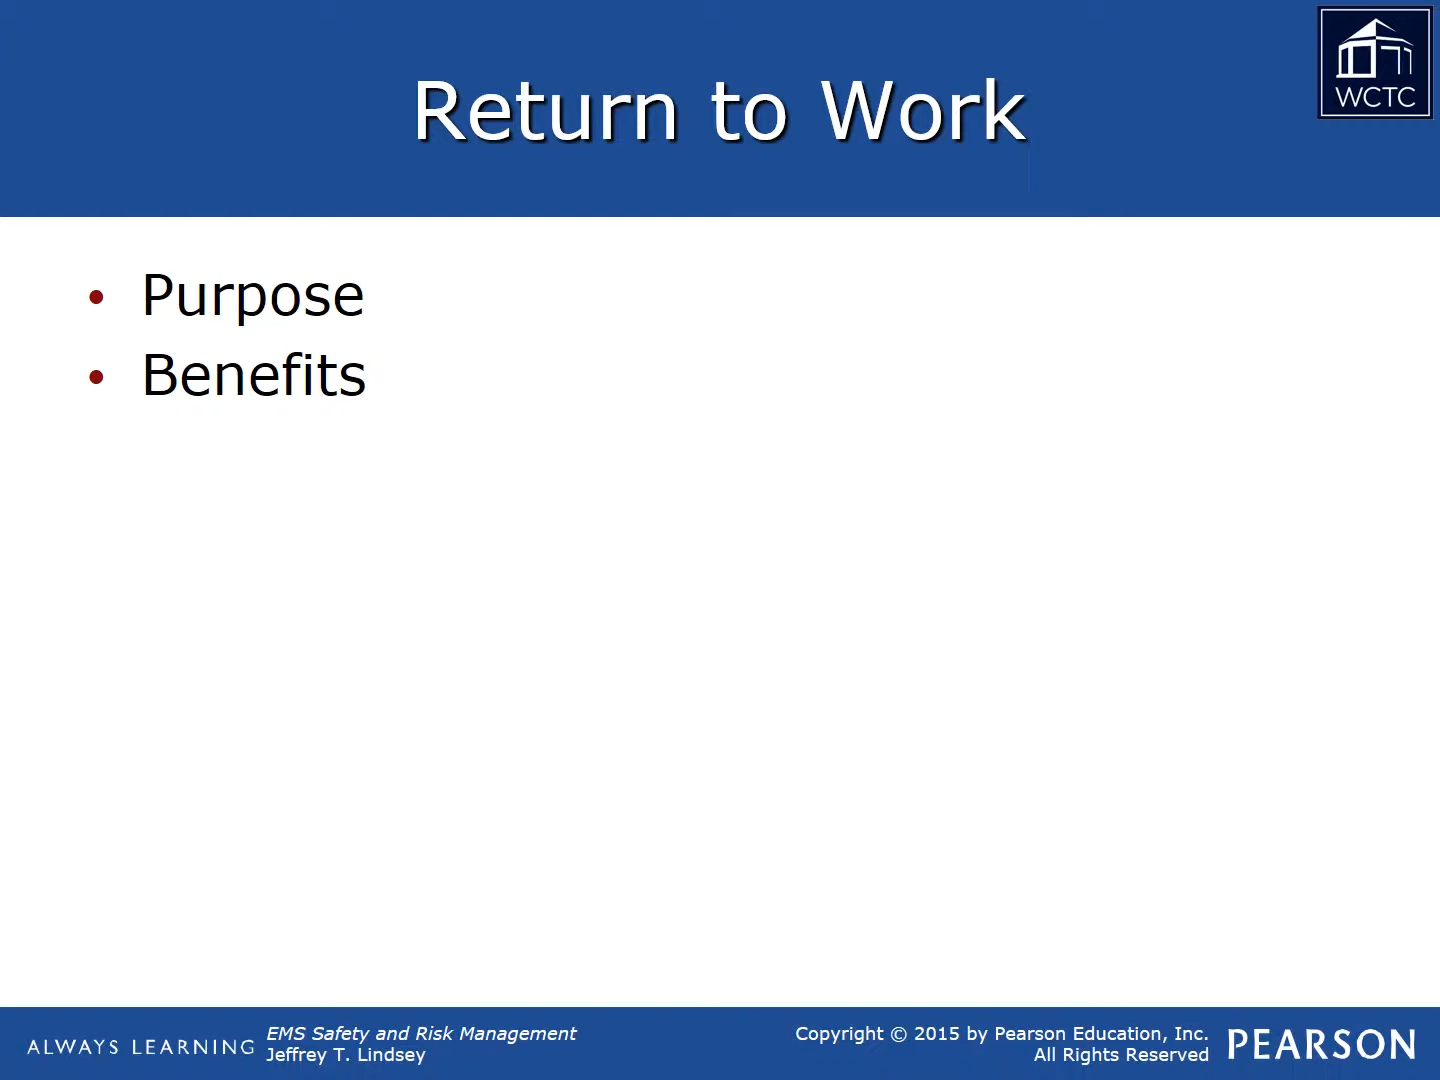 WCTC
Return to Work
• Purpose
• Benefits
ALWAYS LEARNING
EMS Safety and Risk Management
Jeffrey T. Lindsey
Copyright © 2015 by Pearson Education, Inc.
All Rights Reserved
PEARSON